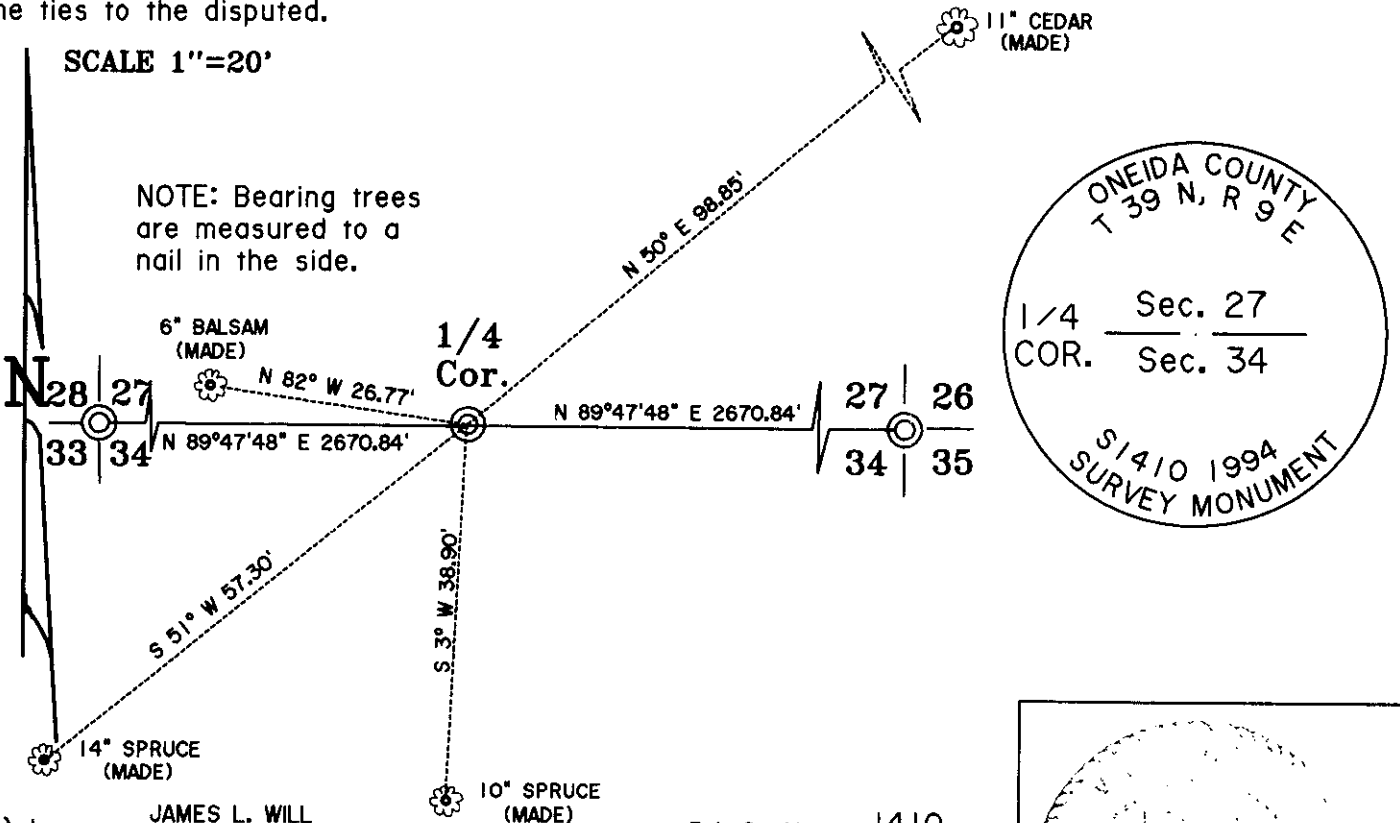 ne ties to the disputed.
SCALE 1"=20'
11" CEDAR
(MADE)
NOTE: Bearing trees
are measured to a
nail in the side.
N 50° E 98.85'
ONEIDA COUNTY
T 39 N, R 9 E
1/4
COR.
Sec. 27
Sec. 34
S1410 1994
SURVEY MONUMENT
6" BALSAM
(MADE)
1/4
Cor.
N
N 82° W 26.77'
28 27
33 34
N 89°47'48" E 2670.84'
N 89°47'48" E 2670.84'
27 26
34 35
S 51° W 57.30'
S 3° W 38.90'
14" SPRUCE
(MADE)
10" SPRUCE
(MADE)
JAMES L. WILL
1410